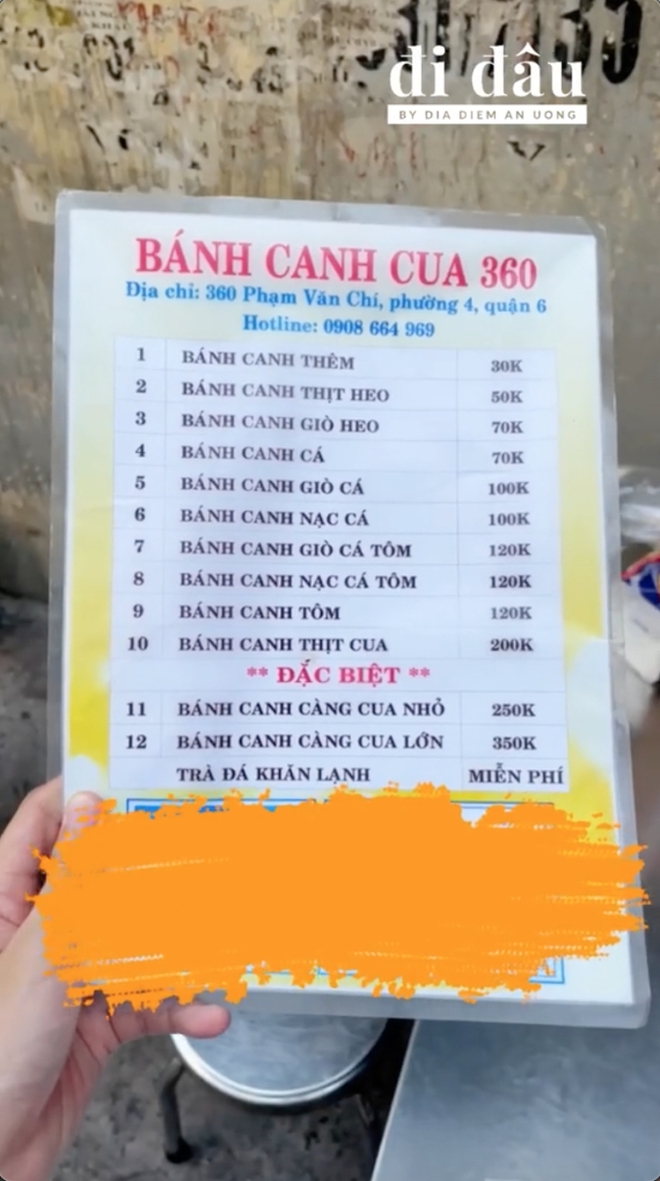 đi đâu
BY DIA DIEM AN UONG
BÁNH CANH CUA 360
Địa chỉ: 360 Phạm Văn Chí, phường 4, quận 6
Hotline: 0908 664 969
1 BÁNH CANH THÊM 30K
2 BÁNH CANH THỊT HEO 50K
3 BÁNH CANH GIÒ HEO 70K
4 BÁNH CANH CÁ 70K
5 BÁNH CANH GIÒ CÁ 100K
6 BÁNH CANH NẠC CÁ 100K
7 BÁNH CANH GIÒ CÁ TÔM 120K
8 BÁNH CANH NẠC CÁ TÔM 120K
9 BÁNH CANH TÔM 120K
10 BÁNH CANH THỊT CUA 200K
** ĐẶC BIỆT **
11 BÁNH CANH CÀNG CUA NHỎ 250K
12 BÁNH CANH CÀNG CUA LỚN 350K
TRÀ ĐÁ KHĂN LẠNH MIỄN PHÍ